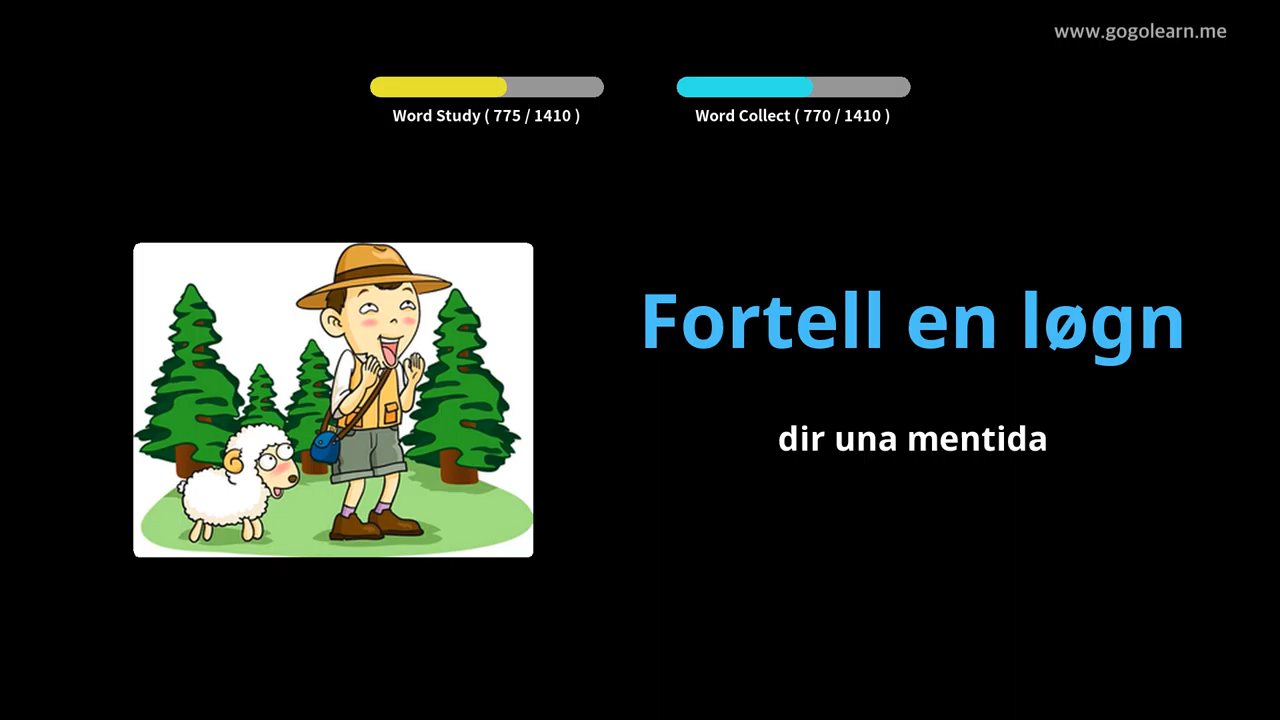 www.gogolearn.me
Word Study ( 775 / 1410 )
Word Collect ( 770 / 1410 )
Fortell en løgn
dir una mentida